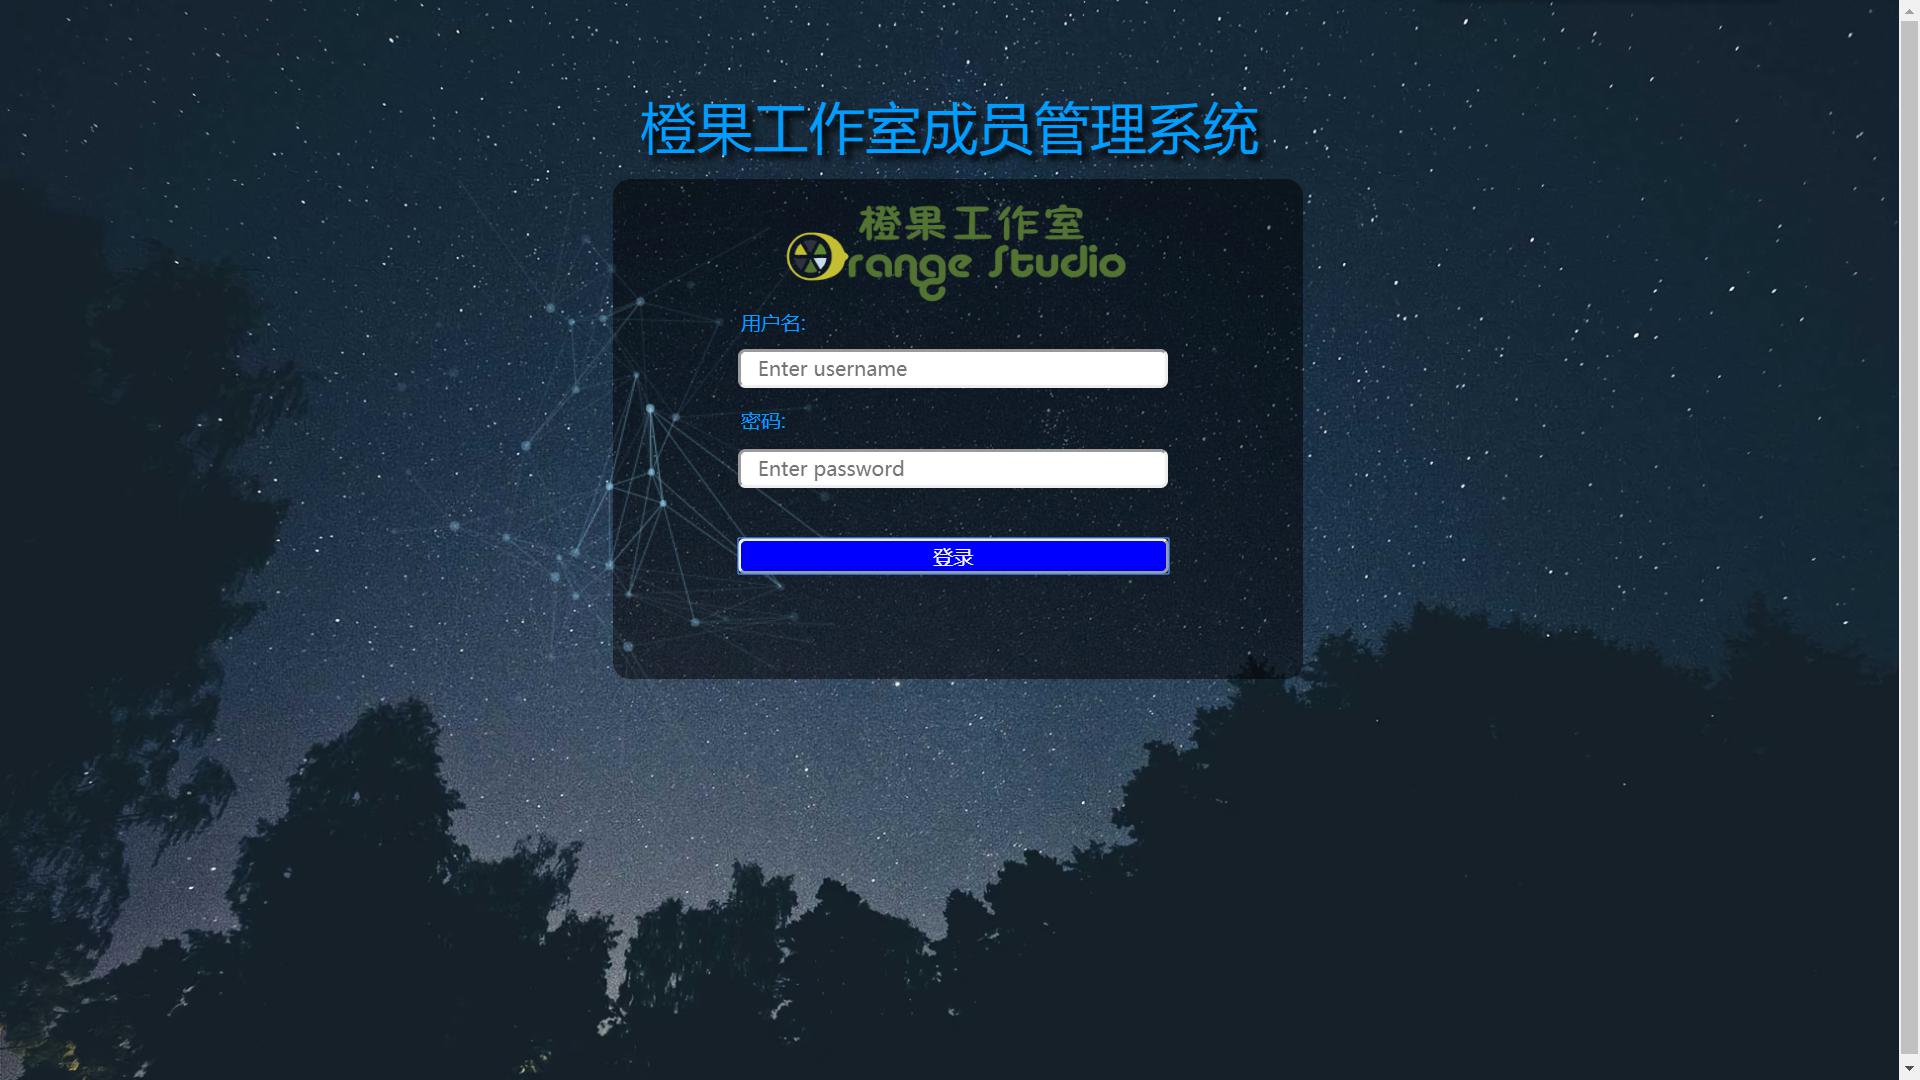 橙果工作室成员管理系统
橙果工作室
Orange Studio
用户名:
Enter username
密码:
Enter password
登录